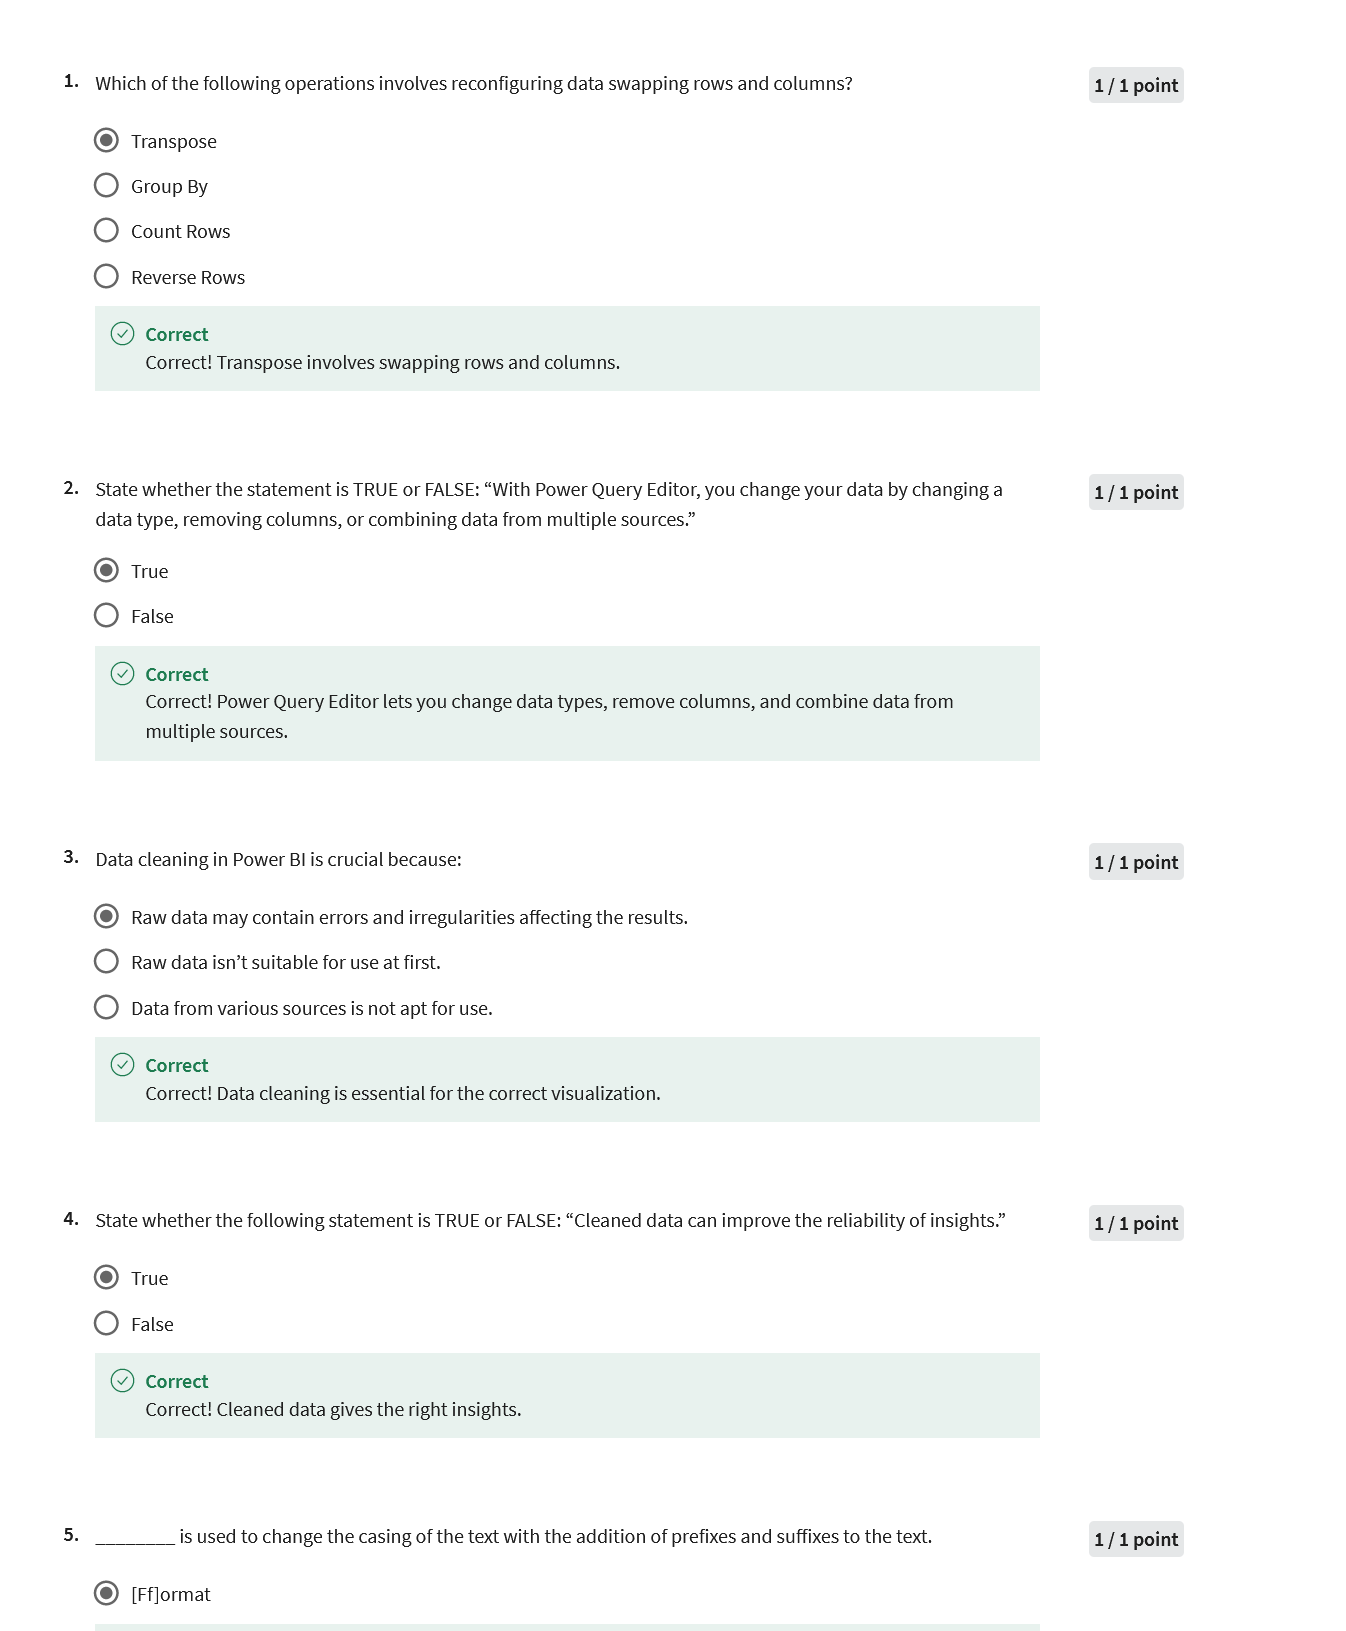 1. Which of the following operations involves reconfiguring data swapping rows and columns?
1 / 1 point
Transpose
Group By
Count Rows
Reverse Rows
Correct
Correct! Transpose involves swapping rows and columns.
2. State whether the statement is TRUE or FALSE: “With Power Query Editor, you change your data by changing a
data type, removing columns, or combining data from multiple sources.”
1 / 1 point
True
False
Correct
Correct! Power Query Editor lets you change data types, remove columns, and combine data from
multiple sources.
3. Data cleaning in Power BI is crucial because:
1 / 1 point
Raw data may contain errors and irregularities affecting the results.
Raw data isn’t suitable for use at first.
Data from various sources is not apt for use.
Correct
Correct! Data cleaning is essential for the correct visualization.
4. State whether the following statement is TRUE or FALSE: “Cleaned data can improve the reliability of insights.”
1 / 1 point
True
False
Correct
Correct! Cleaned data gives the right insights.
5. ________ is used to change the casing of the text with the addition of prefixes and suffixes to the text.
1 / 1 point
[Ff]ormat